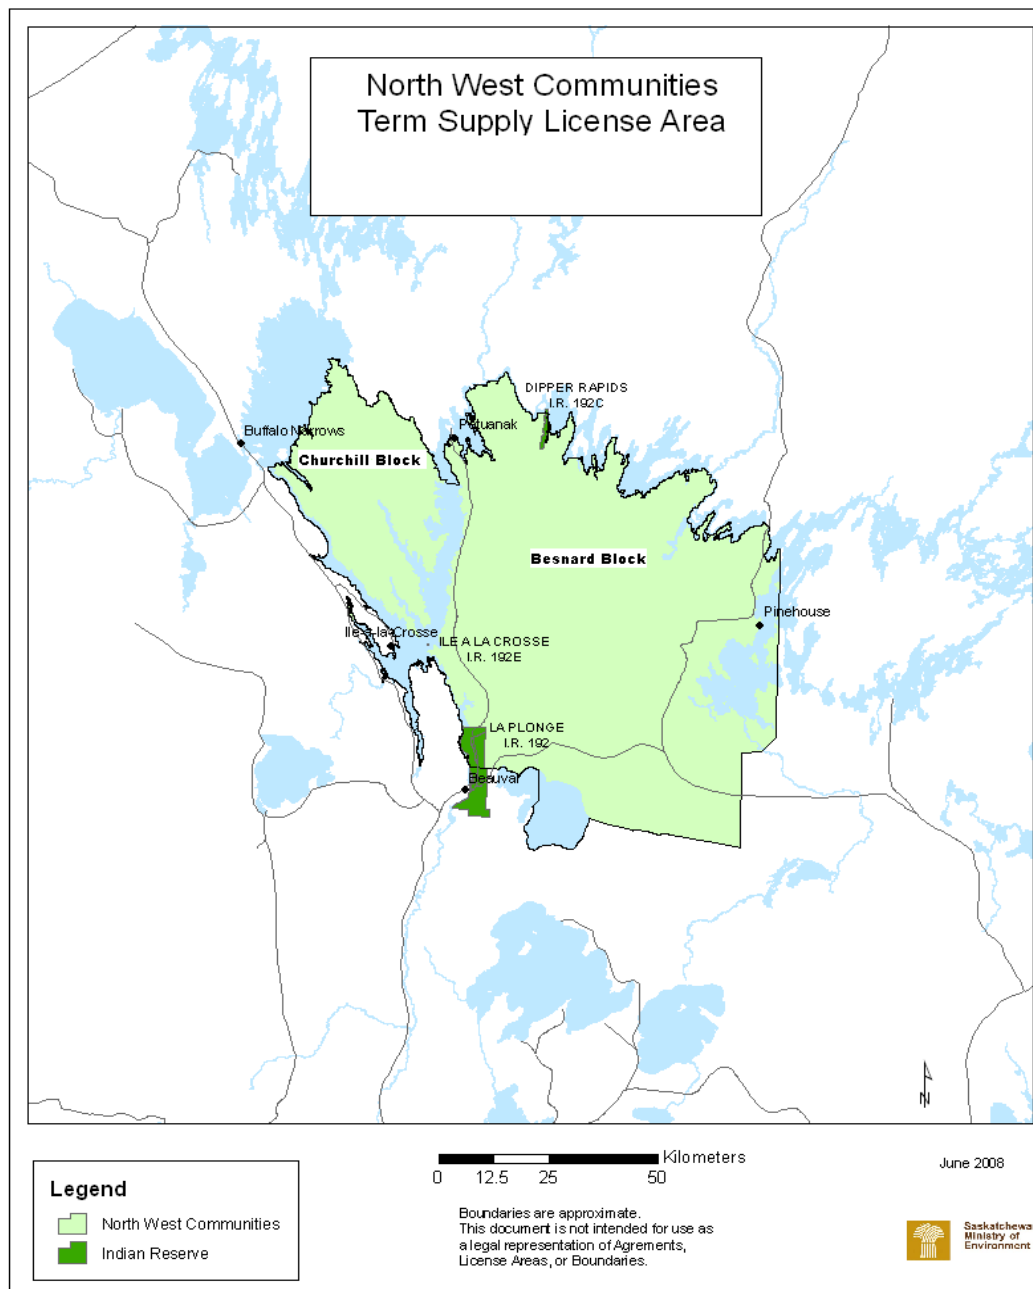 North West Communities
Term Supply License Area
DIPPER RAPIDS
I.R. 192C
Patuanak
Buffalo Narrows
Churchill Block
Besnard Block
Pinehouse
Ile-a-la-Crosse
ILE A LA CROSSE
I.R. 192E
LA PLONGE
I.R. 192
Beauval
N
Kilometers
0 12.5 25 50
June 2008
Legend
North West Communities
Indian Reserve
Boundaries are approximate.
This document is not intended for use as
a legal representation of Agrements,
License Areas, or Boundaries.
Saskatchewa
Ministry of
Environment